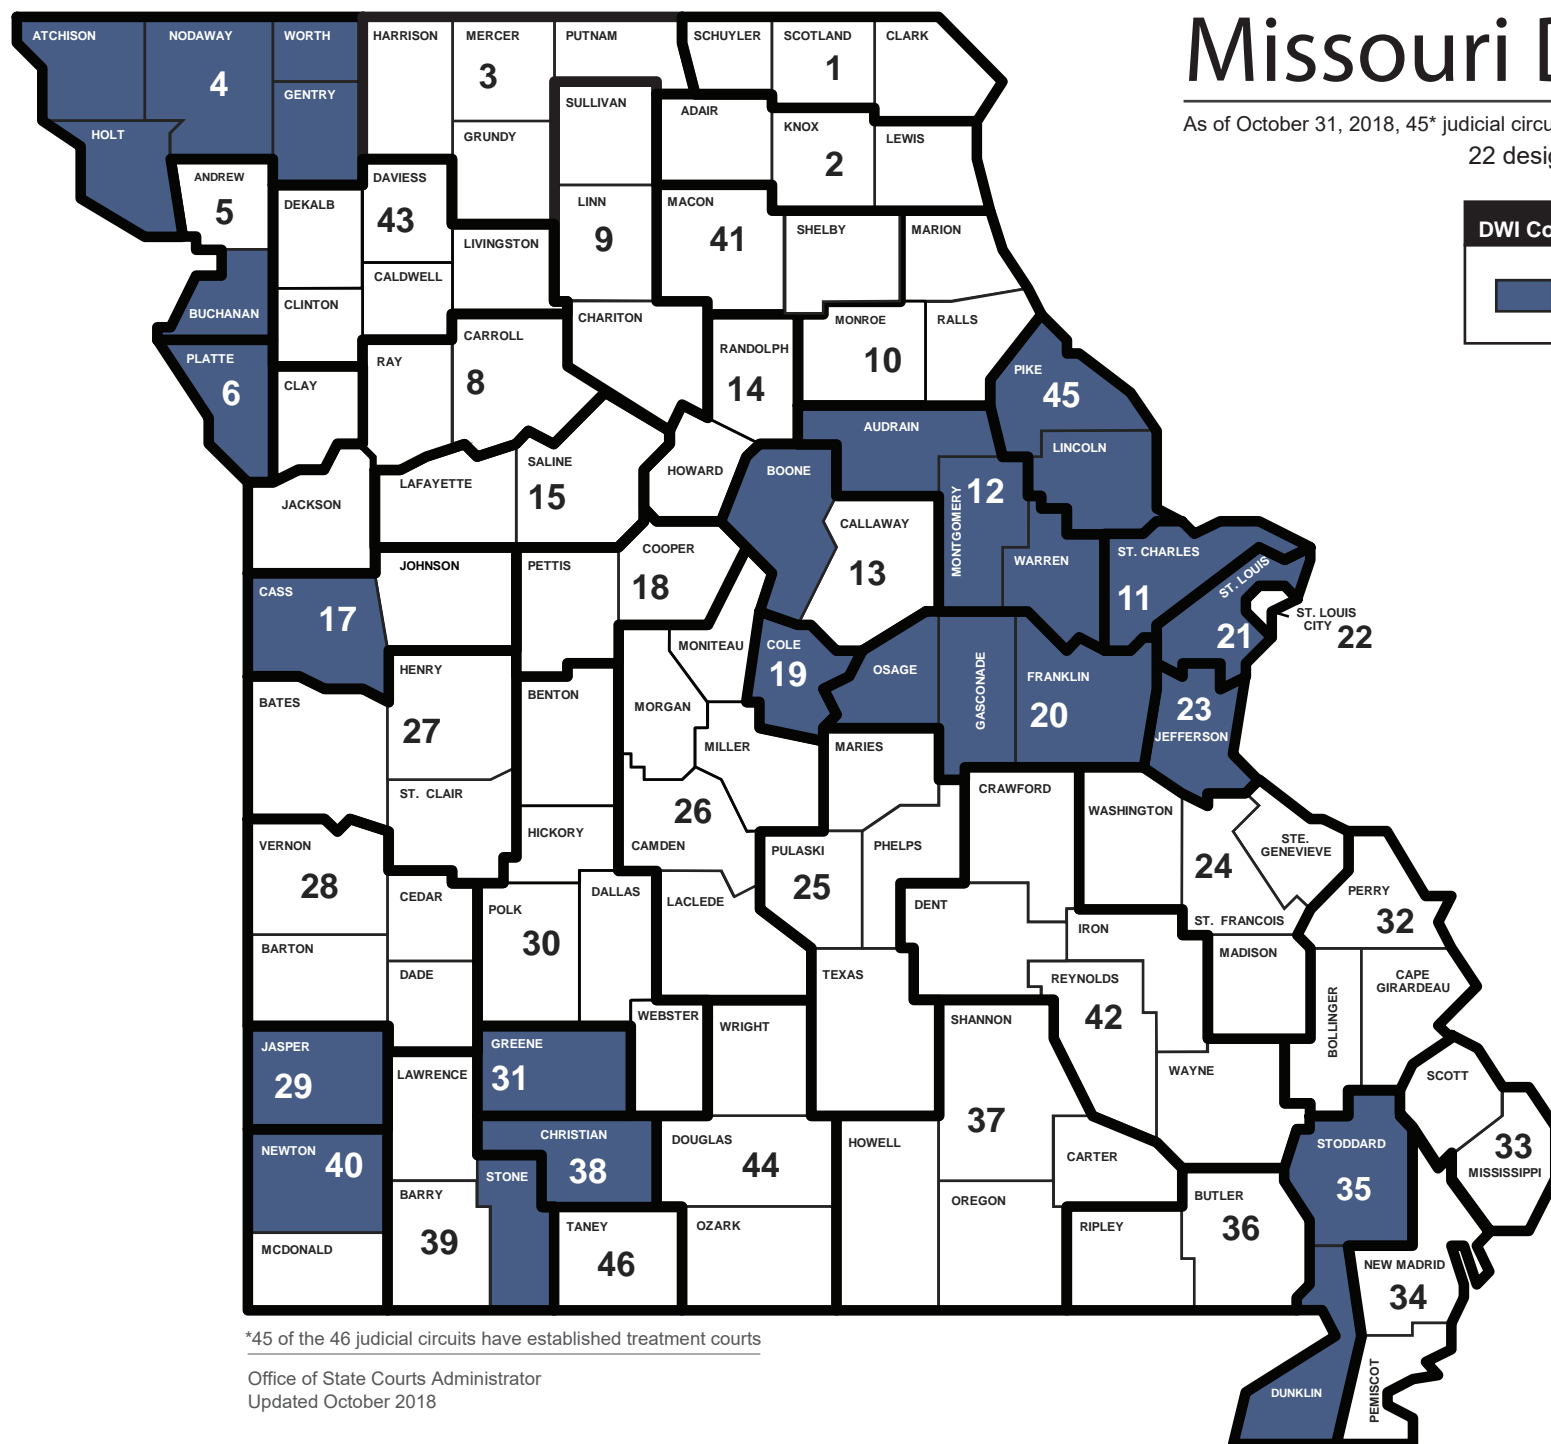 Missouri D
As of October 31, 2018, 45* judicial circu
22 desig
DWI Co
ATCHISON
NODAWAY
WORTH
HARRISON
MERCER
PUTNAM
SCHUYLER
SCOTLAND
CLARK
4
3
1
GENTRY
SULLIVAN
ADAIR
KNOX
HOLT
GRUNDY
LEWIS
2
ANDREW
5
DEKALB
DAVIESS
43
LINN
9
MACON
41
SHELBY
MARION
LIVINGSTON
CALDWELL
BUCHANAN
CLINTON
CHARITON
MONROE
RALLS
CARROLL
RANDOLPH
10
PLATTE
6
CLAY
RAY
8
14
PIKE
45
AUDRAIN
LINCOLN
SALINE
15
HOWARD
BOONE
LAFAYETTE
JACKSON
MONTGOMERY
12
CALLAWAY
13
COOPER
18
ST. CHARLES
11
WARREN
JOHNSON
PETTIS
ST. LOUIS
21
CASS
17
ST. LOUIS
CITY 22
MONITEAU
COLE
19
OSAGE
GASCONADE
FRANKLIN
20
HENRY
27
BATES
BENTON
MORGAN
MILLER
MARIES
23
JEFFERSON
ST. CLAIR
26
CAMDEN
CRAWFORD
WASHINGTON
HICKORY
VERNON
28
PULASKI
25
PHELPS
STE.
GENEVIEVE
24
CEDAR
POLK
30
DALLAS
LACLEDE
DENT
PERRY
32
ST. FRANCOIS
IRON
BARTON
DADE
TEXAS
MADISON
REYNOLDS
42
CAPE
GIRARDEAU
BOLLINGER
WEBSTER
WRIGHT
SHANNON
JASPER
29
GREENE
31
LAWRENCE
WAYNE
SCOTT
37
CHRISTIAN
38
DOUGLAS
44
HOWELL
CARTER
STODDARD
35
33
MISSISSIPPI
NEWTON
40
STONE
BARRY
39
OREGON
BUTLER
36
TANEY
46
OZARK
RIPLEY
MCDONALD
NEW MADRID
34
PEMISCOT
DUNKLIN
*45 of the 46 judicial circuits have established treatment courts
Office of State Courts Administrator
Updated October 2018